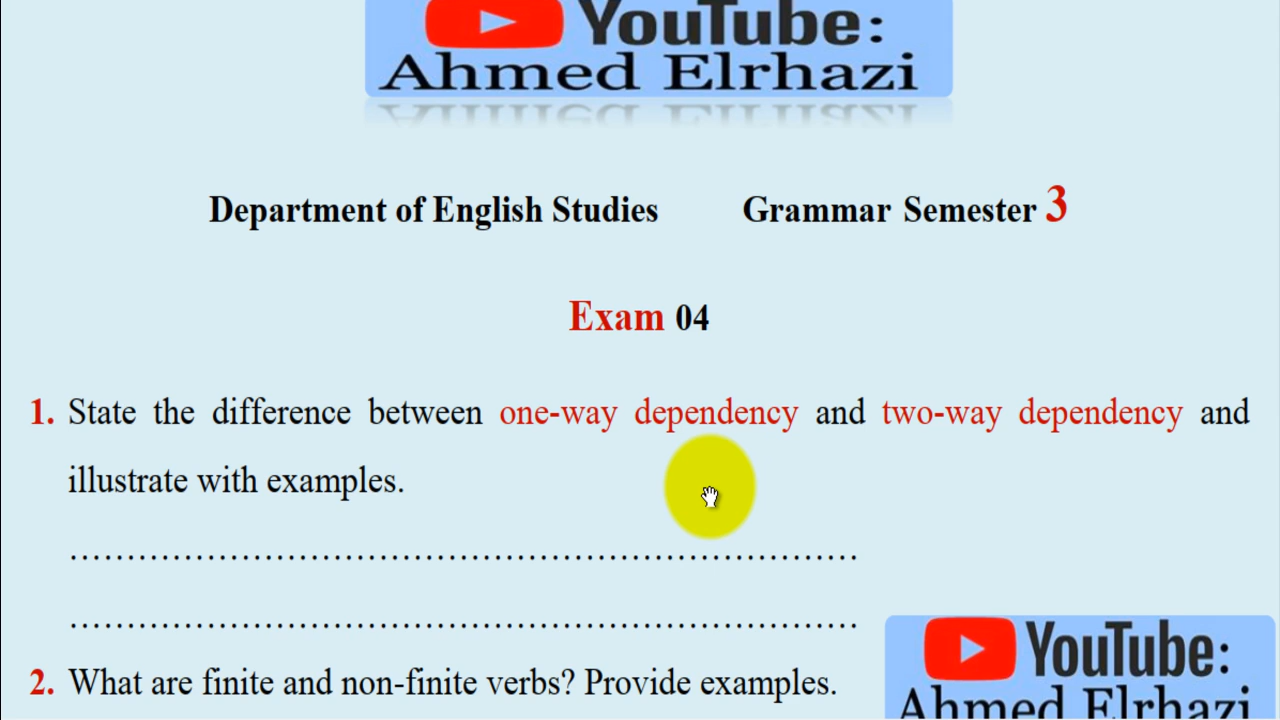 YouTube:
Ahmed Elrhazi
Department of English Studies Grammar Semester 3
Exam 04
1. State the difference between one-way dependency and two-way dependency and
illustrate with examples.
……………………………………………………………
……………………………………………………………
2. What are finite and non-finite verbs? Provide examples.
YouTube:
Ahmed Elrhazi